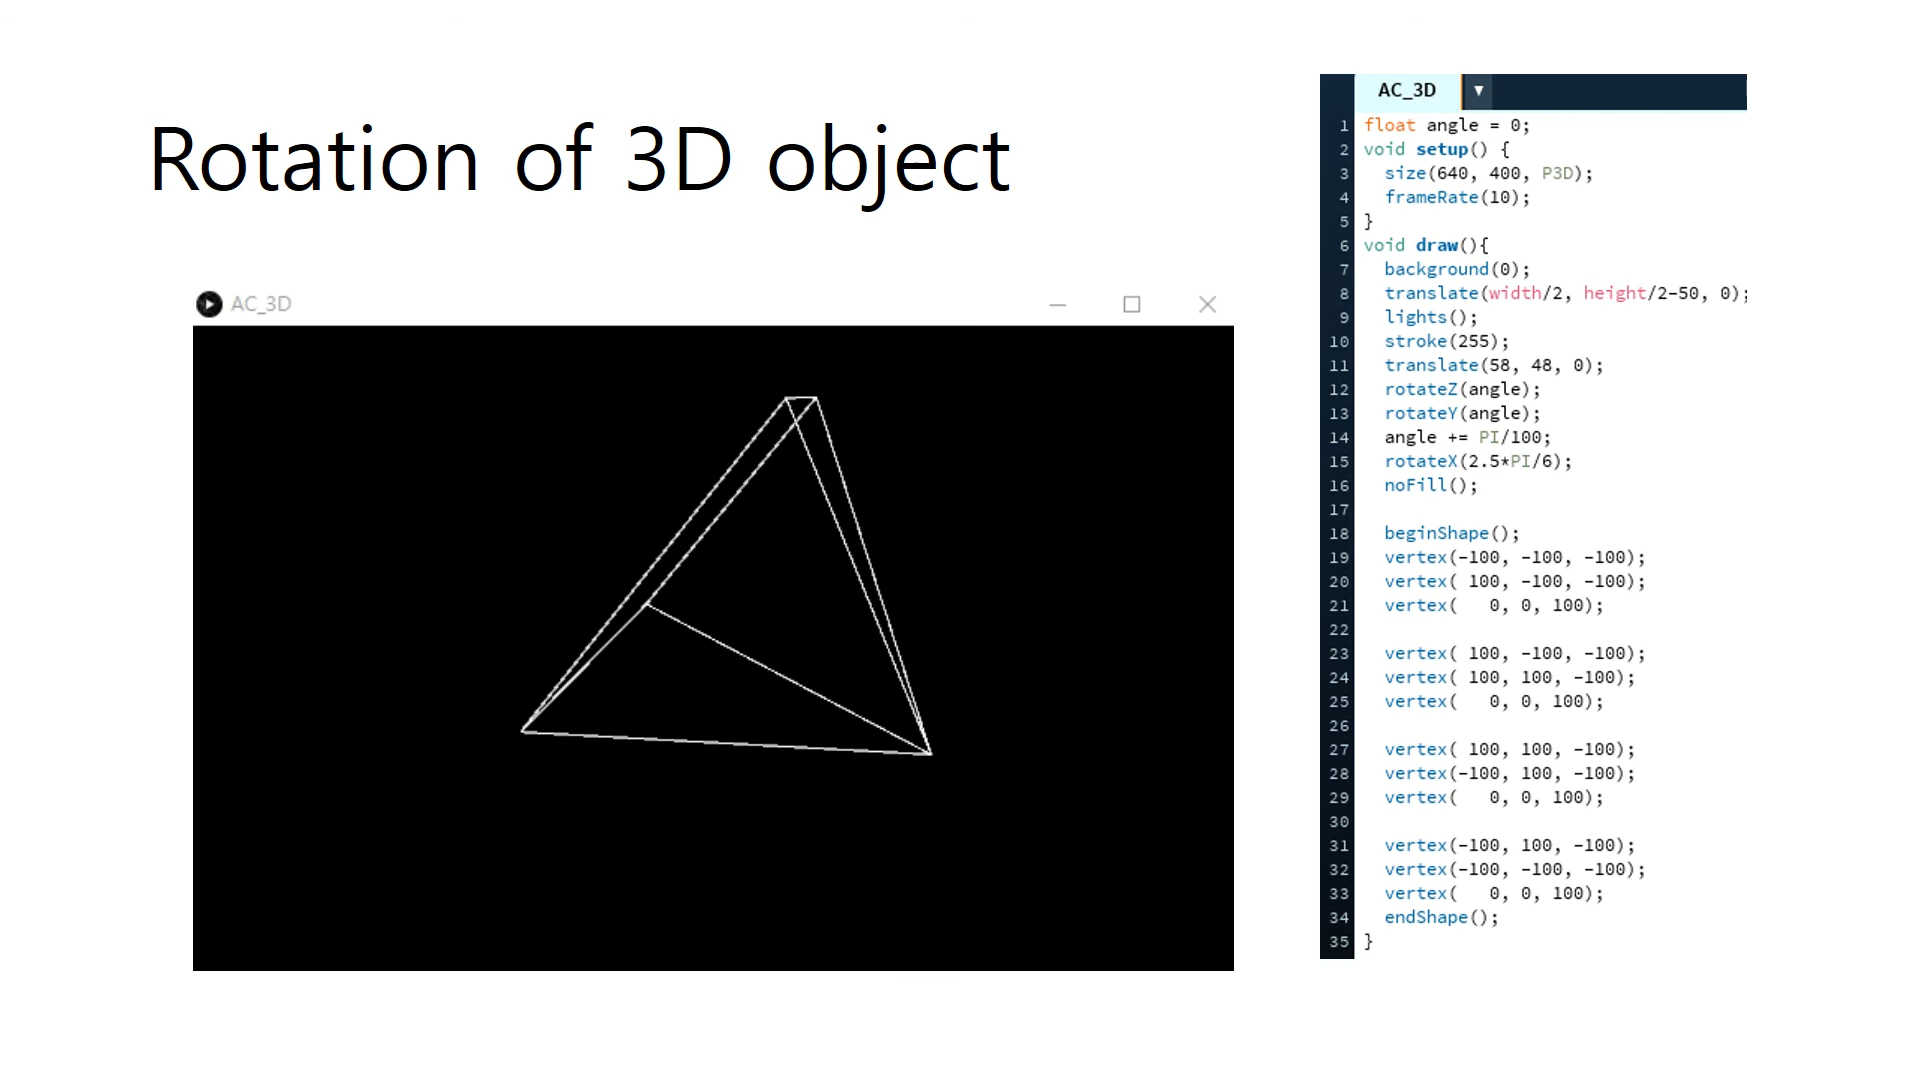 Rotation of 3D object
AC_3D
AC_3D
1 float angle = 0;
2 void setup() {
3   size(640, 400, P3D);
4   frameRate(10);
5 }
6 void draw(){
7   background(0);
8   translate(width/2, height/2-50, 0);
9   lights();
10   stroke(255);
11   translate(58, 48, 0);
12   rotateZ(angle);
13   rotateY(angle);
14   angle += PI/100;
15   rotateX(2.5*PI/6);
16   noFill();
17
18   beginShape();
19   vertex(-100, -100, -100);
20   vertex( 100, -100, -100);
21   vertex(   0, 0, 100);
22
23   vertex( 100, -100, -100);
24   vertex( 100, 100, -100);
25   vertex(   0, 0, 100);
26
27   vertex( 100, 100, -100);
28   vertex(-100, 100, -100);
29   vertex(   0, 0, 100);
30
31   vertex(-100, 100, -100);
32   vertex(-100, -100, -100);
33   vertex(   0, 0, 100);
34   endShape();
35 }